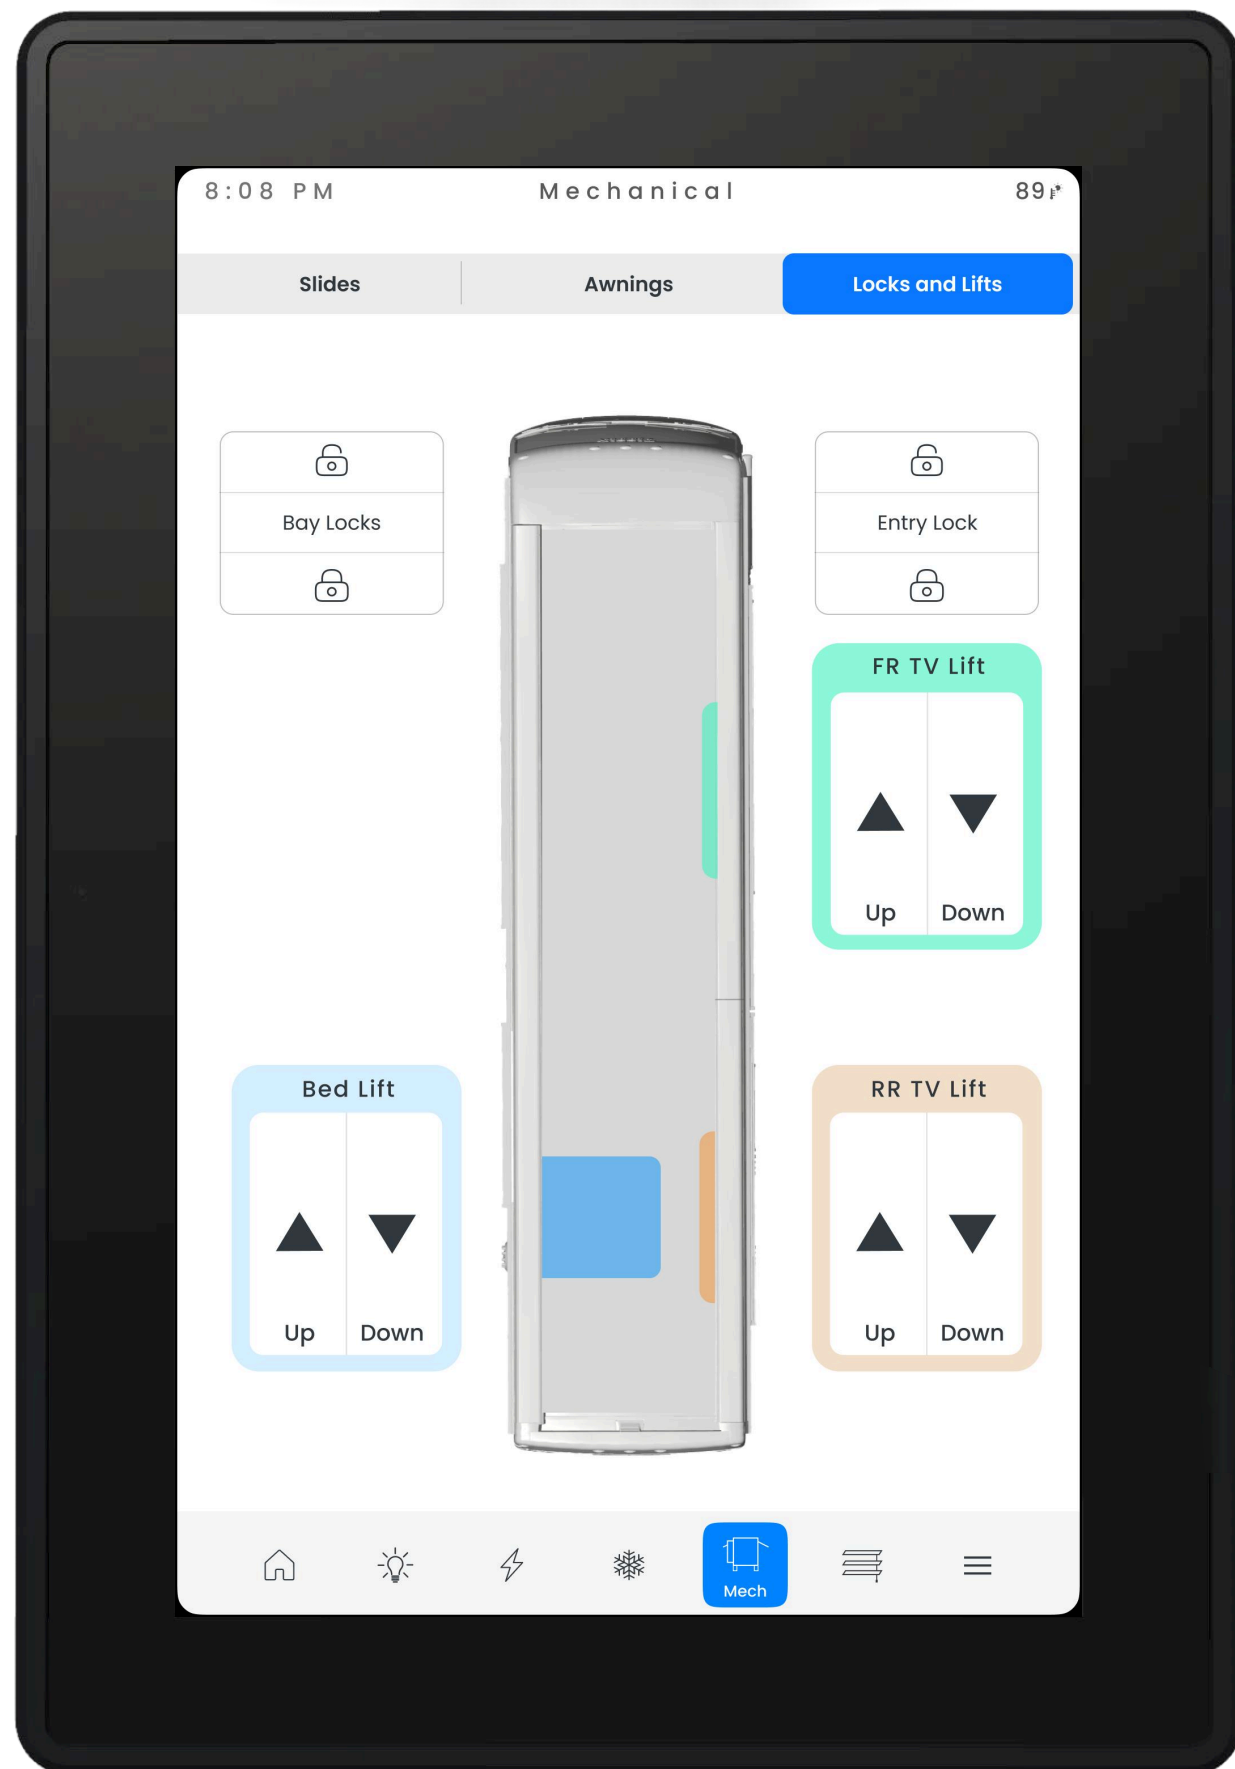 8:08 PM
Mechanical
89
Slides
Awnings
Locks and Lifts
Bay Locks
Entry Lock
FR TV Lift
Up
Down
Bed Lift
RR TV Lift
Up
Down
Up
Down
Mech